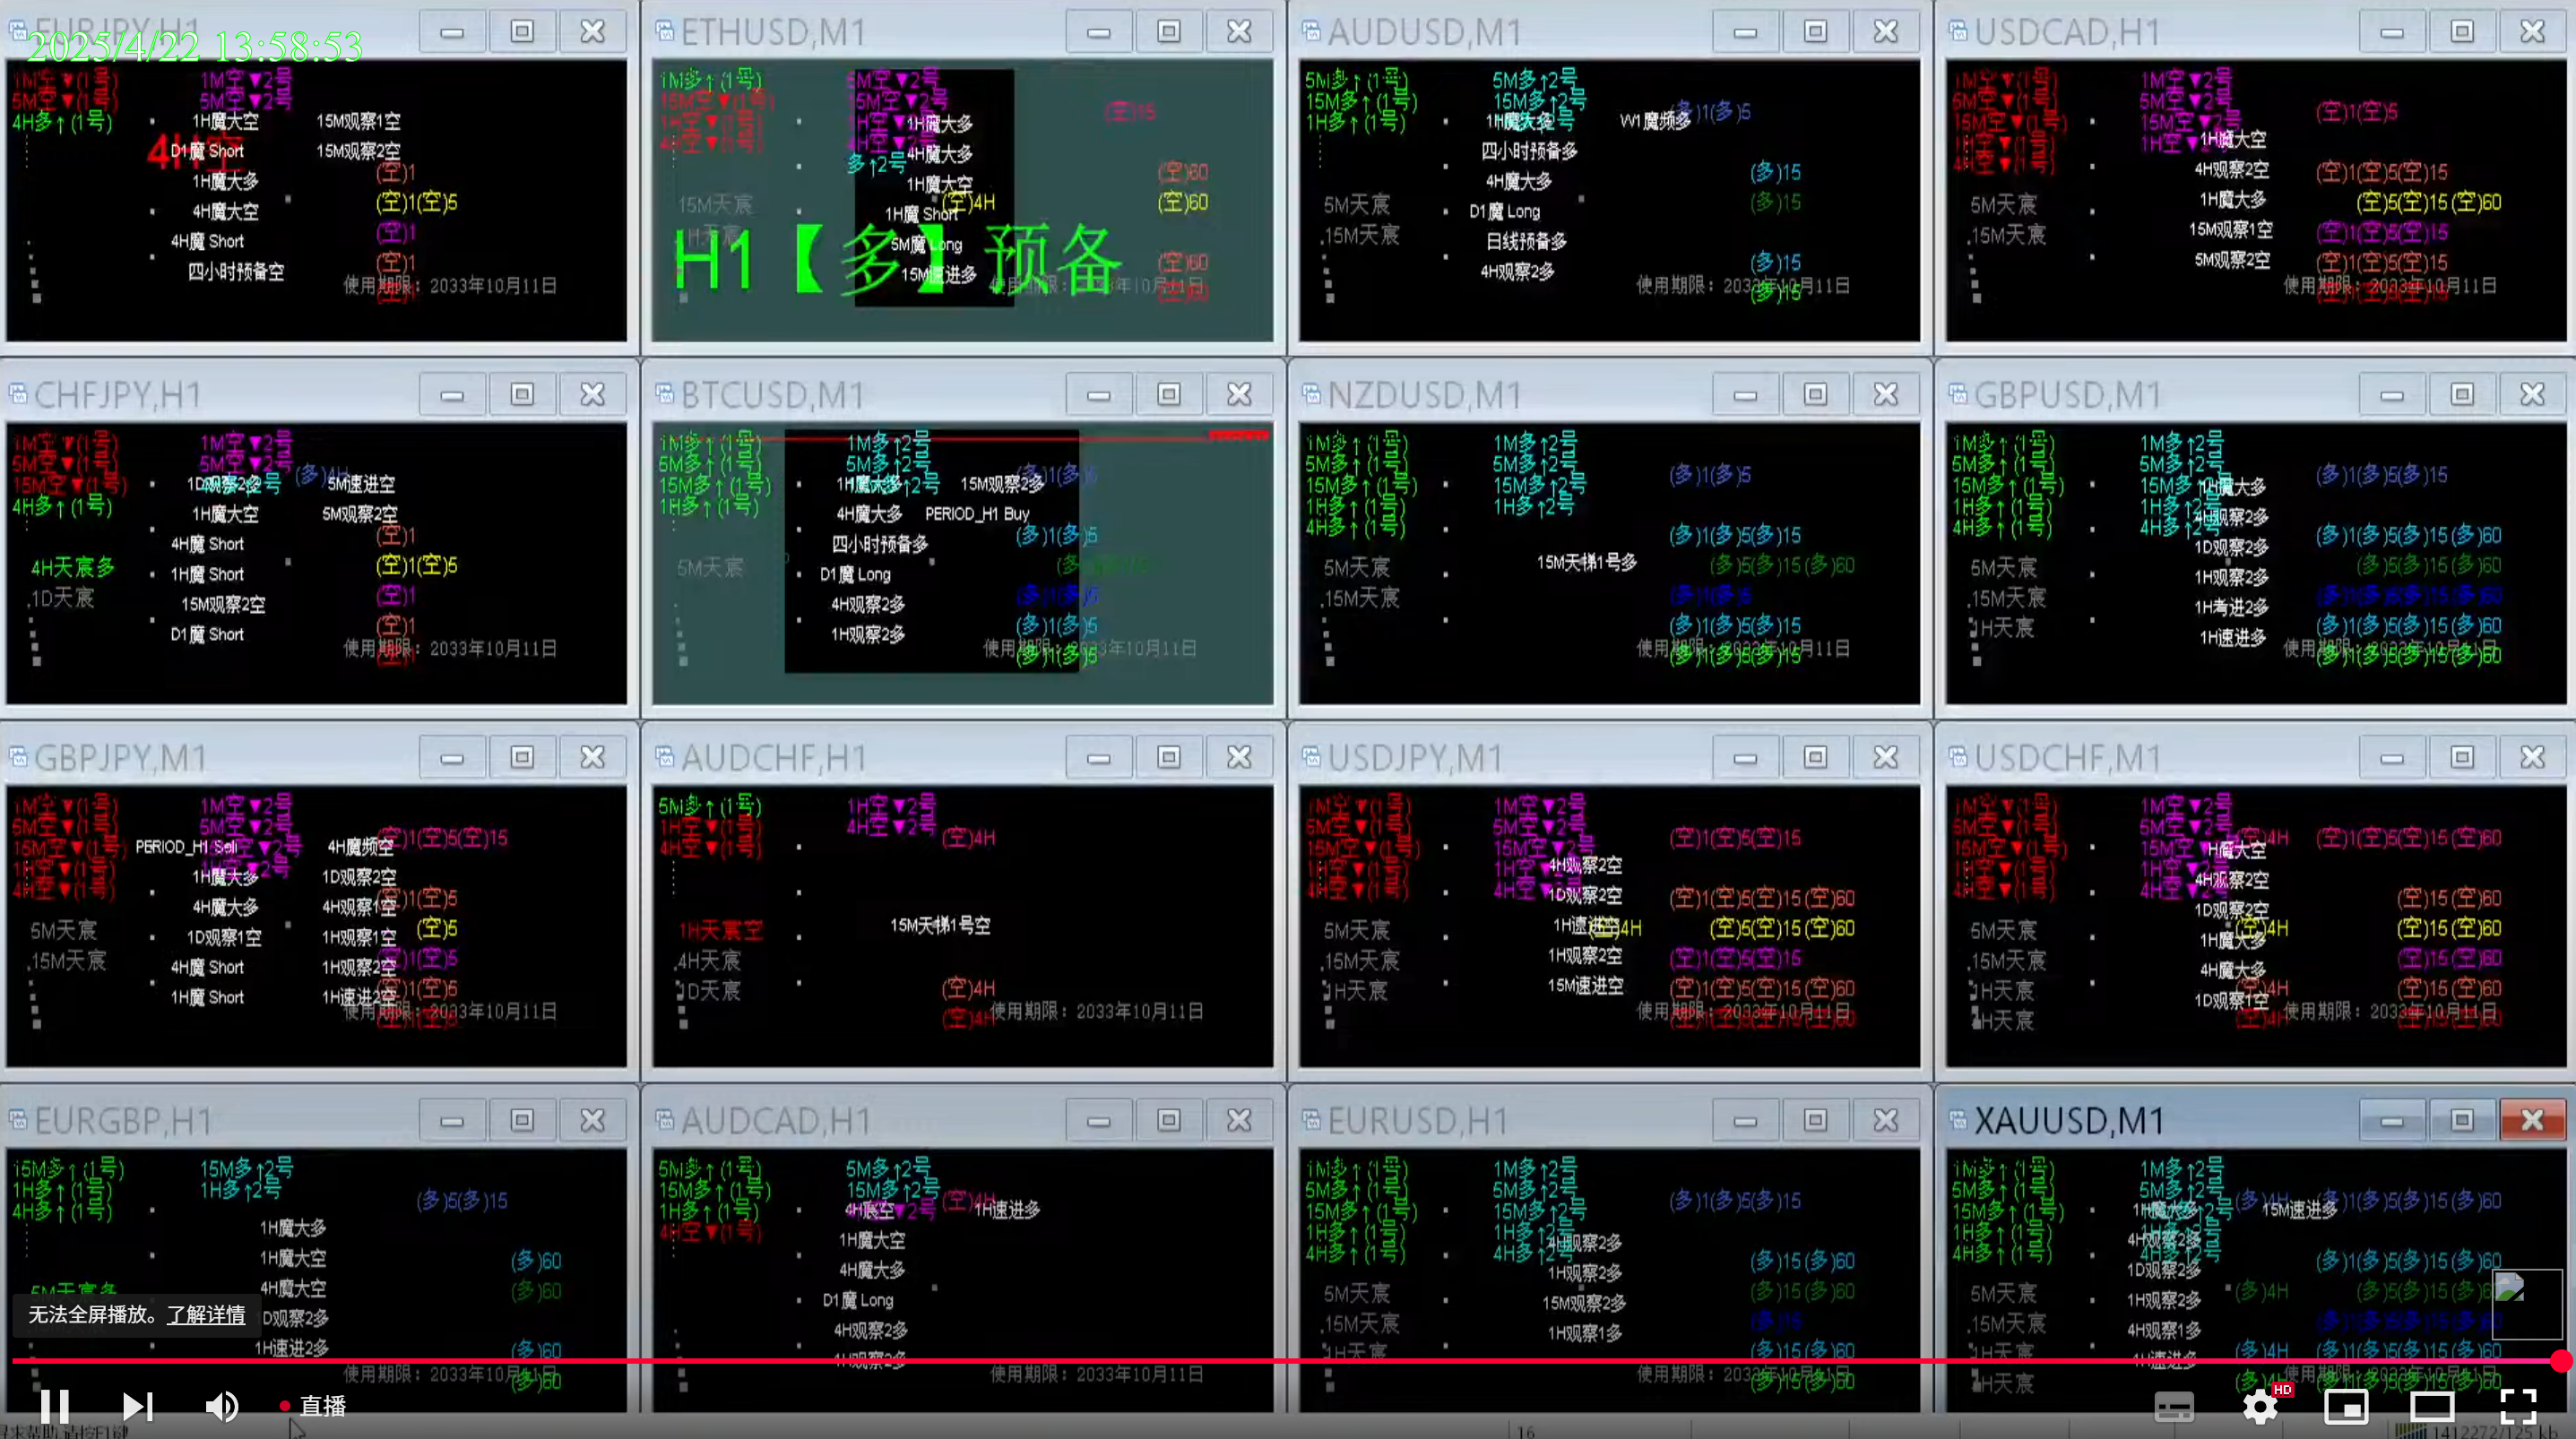 EURJPY,H1
2025/4/22 13:58:53
1M空▼(1号) 1M空▼2号
5M空▼(1号) 5M空▼2号
4H多↑(1号) 1H魔大空 15M观察1空
D1魔 Short 15M观察2空
(空)1
1H魔大多
4H魔大空 (空)1(空)5
(空)1
4H魔 Short
(空)1
四小时预备空
使用期限：2033年10月11日
ETHUSD,M1
1M多↑(1号) 5M空▼2号
15M空▼(1号) 15M空▼2号 (空)15
1H空▼(1号) 1H空▼2号 1H魔大多
4H空▼(1号) 4H空▼2号
多↑2号 4H魔大多
(空)60
1H魔大空
15M天宸 (空)4H (空)60
1H魔 Short
5M魔 Long
H1【多】预备
15M速进多 (空)60
AUDUSD,M1
5M多↑(1号) 5M多↑2号
15M多↑(1号) 15M多↑2号 (多)1(多)5
1H多↑(1号) 1H魔大多 W1魔频多
四小时预备多
(多)15
4H魔大多
5M天宸 (多)15
D1魔 Long
.15M天宸 日线预备多
4H观察2多 (多)15
使用期限：2033年10月11日
(多)15
USDCAD,H1
1M空▼(1号) 1M空▼2号
5M空▼(1号) 5M空▼2号 (空)1(空)5
15M空▼(1号) 15M空▼2号
1H空▼(1号) 1H空▼2号 1H魔大空
4H空▼(1号)
4H观察2空 (空)1(空)5(空)15
5M天宸 1H魔大多 (空)5(空)15(空)60
.15M天宸 15M观察1空 (空)1(空)5(空)15
5M观察2空 (空)1(空)5(空)15
使用期限：2033年10月11日
CHFJPY,H1
1M空▼(1号) 1M空▼2号
5M空▼(1号) 5M空▼2号 (多)4H
15M空▼(1号) 1D观察2多 5M速进空
4H多↑(1号) 1H魔大空 5M观察2空
(空)1
4H魔 Short
4H天宸多 1H魔 Short (空)1(空)5
.1D天宸 15M观察2空 (空)1
D1魔 Short (空)1
使用期限：2033年10月11日
BTCUSD,M1
1M多↑(1号) 1M多↑2号
5M多↑(1号) 5M多↑2号
15M多↑(1号) 1H魔大多 15M观察2多
1H多↑(1号) 4H魔大多 PERIOD_H1 Buy
四小时预备多 (多)1(多)5
5M天宸 D1魔 Long
4H观察2多 (多)1(多)5
1H观察2多 (多)1(多)5
使用期限：2033年10月11日
(多)1(多)5
NZDUSD,M1
1M多↑(1号) 1M多↑2号
5M多↑(1号) 5M多↑2号 (多)1(多)5
15M多↑(1号) 15M多↑2号
1H多↑(1号) 1H多↑2号
4H多↑(1号) (多)1(多)5(多)15
5M天宸 15M天梯1号多 (多)5(多)15(多)60
.15M天宸 (多)1(多)5
(多)1(多)5(多)15
使用期限：2033年10月11日
(多)1(多)5(多)15
GBPUSD,M1
1M多↑(1号) 1M多↑2号
5M多↑(1号) 5M多↑2号 (多)1(多)5(多)15
15M多↑(1号) 1H魔大多
1H多↑(1号) 1H多↑2号
4H多↑(1号) 4H多↑2号 4H观察2多 (多)1(多)5(多)15(多)60
1D观察2多
5M天宸 1H观察2多 (多)5(多)15(多)60
.15M天宸 1H考进2多 (多)1(多)5(多)15(多)60
1H天宸 1H速进多 (多)1(多)5(多)15(多)60
使用期限：2033年10月11日
(多)1(多)5(多)15(多)60
GBPJPY,M1
1M空▼(1号) 1M空▼2号
5M空▼(1号) 5M空▼2号 (空)1(空)5(空)15
15M空▼(1号) PERIOD_H1 Sell 4H魔频空
1H空▼(1号) 1H魔大多 1D观察2空
4H空▼(1号) 4H魔大多 4H观察1空 (空)1(空)5
5M天宸 1D观察1空 1H观察1空 (空)5
.15M天宸 4H魔 Short 1H观察2空 (空)1(空)5
1H魔 Short 1H速进2空 (空)1(空)5
使用期限：2033年10月11日
AUDCHF,H1
5M多↑(1号) 1H空▼2号
1H空▼(1号) 4H空▼2号 (空)4H
4H空▼(1号)
1H天宸空 15M天梯1号空
.4H天宸
1D天宸 (空)4H
使用期限：2033年10月11日
(空)4H
USDJPY,M1
1M空▼(1号) 1M空▼2号
5M空▼(1号) 5M空▼2号 (空)1(空)5(空)15
15M空▼(1号) 15M空▼2号
1H空▼(1号) 4H观察2空
4H空▼(1号) 1D观察2空 (空)1(空)5(空)15(空)60
5M天宸 1H速进空 (空)4H (空)5(空)15(空)60
.15M天宸 1H观察2空 (空)1(空)5(空)15
1H天宸 15M速进空 (空)1(空)5(空)15(空)60
使用期限：2033年10月11日
USDCHF,M1
1M空▼(1号) 1M空▼2号
5M空▼(1号) 5M空▼2号 (空)4H (空)1(空)5(空)15(空)60
15M空▼(1号) 1H魔大空
1H空▼(1号) 4H观察2空
4H空▼(1号) 1D观察2空 (空)15(空)60
5M天宸 1H魔大多 (空)4H (空)5(空)15(空)60
.15M天宸 4H魔大多 (空)15(空)60
1H天宸 1D观察1空 (空)4H (空)15(空)60
4H天宸 使用期限：2033年10月11日
EURGBP,H1
15M多↑(1号) 15M多↑2号
1H多↑(1号) 1H多↑2号 (多)5(多)15
4H多↑(1号) 1H魔大多
1H魔大空 (多)60
5M天宸多 4H魔大空 (多)60
无法全屏播放。了解详情 1D观察2多
1H速进2多 (多)60
使用期限：2033年10月11日
(多)60
AUDCAD,H1
5M多↑(1号) 5M多↑2号
15M多↑(1号) 15M多↑2号 (空)4H
1H多↑(1号) 4H宸空 1H速进多
4H空▼(1号) 1H魔大空
4H魔大多
D1魔 Long
4H观察2多
1H观察2多
使用期限：2033年10月11日
EURUSD,H1
1M多↑(1号) 1M多↑2号
5M多↑(1号) 5M多↑2号 (多)1(多)5(多)15
15M多↑(1号) 15M多↑2号
1H多↑(1号) 4H观察2多
4H多↑(1号) 4H多↑2号 (多)15(多)60
1H观察2多
5M天宸 15M观察2多 (多)15(多)60
.15M天宸 1H观察1多 (多)15
1H天宸 (多)15(多)60
使用期限：2033年10月11日
(多)15(多)60
XAUUSD,M1
1M多↑(1号) 1M多↑2号
5M多↑(1号) 5M多↑2号 (多)4H (多)1(多)5(多)15(多)60
15M多↑(1号) 1H魔大多 15M速进多
1H多↑(1号) 4H观察2多
4H多↑(1号) 1D观察2多 (多)1(多)5(多)15(多)60
5M天宸 1H观察2多 (多)4H (多)5(多)15(多)60
.15M天宸 4H观察1多
1H天宸 1H速进多 (多)4H (多)1(多)5(多)15(多)60
4H天宸 使用期限：2033年10月11日
直播
HD
16
1412272/125 kb